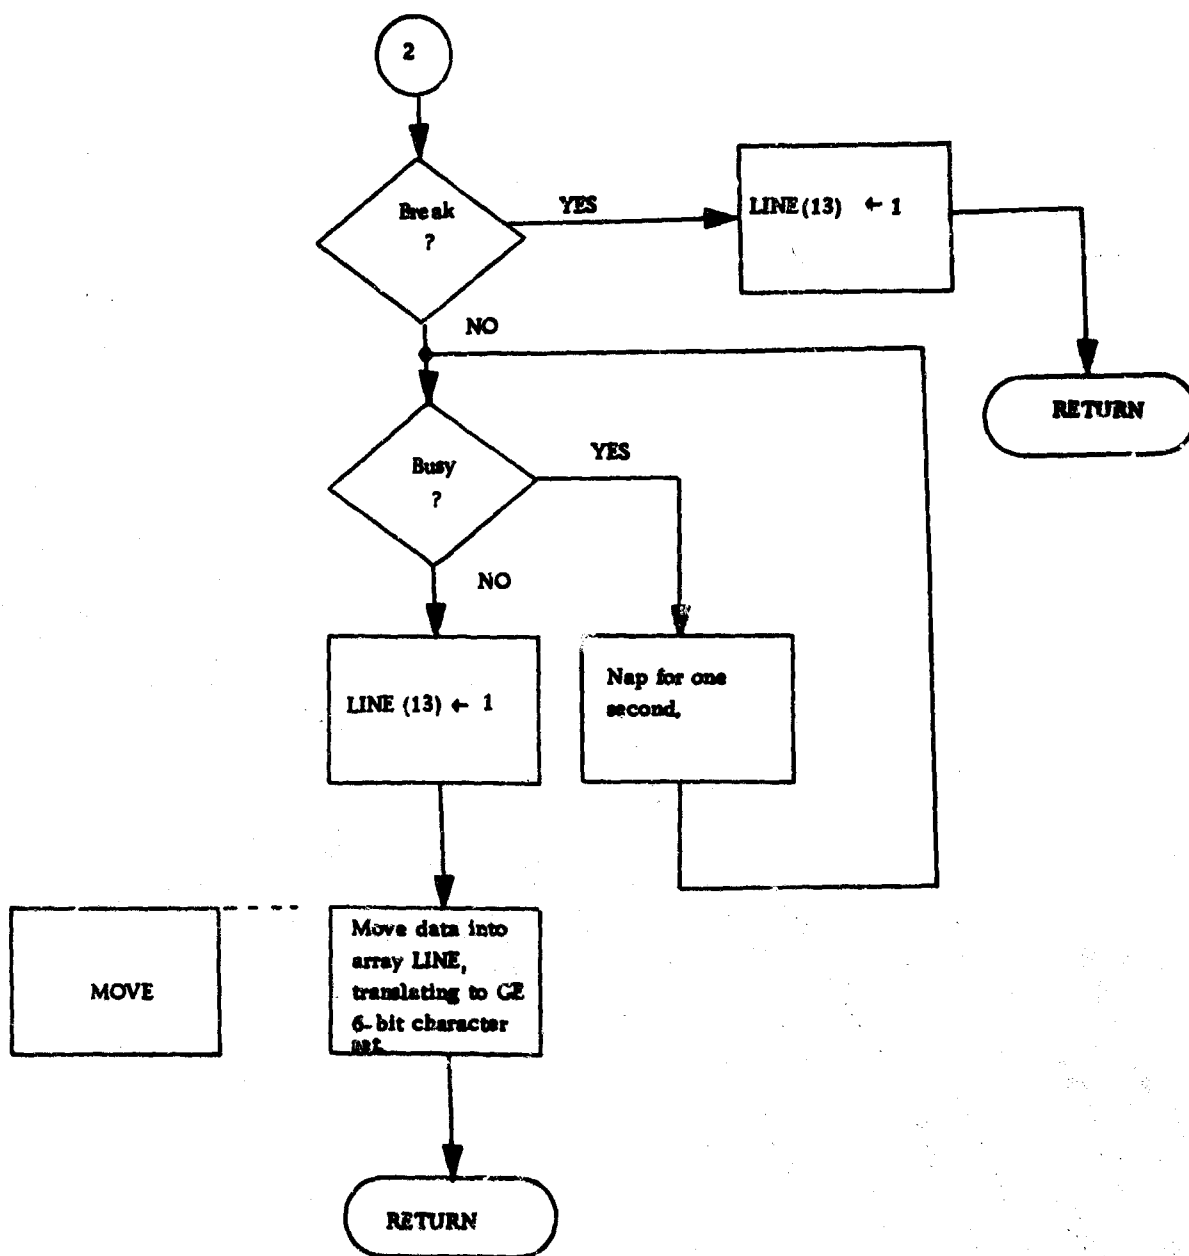 2
Break
?
YES
LINE(13) ← 1
NO
RETURN
Busy
?
YES
NO
LINE (13) ← 1
Nap for one
second.
MOVE
Move data into
array LINE,
translating to GE
6-bit character
set.
RETURN